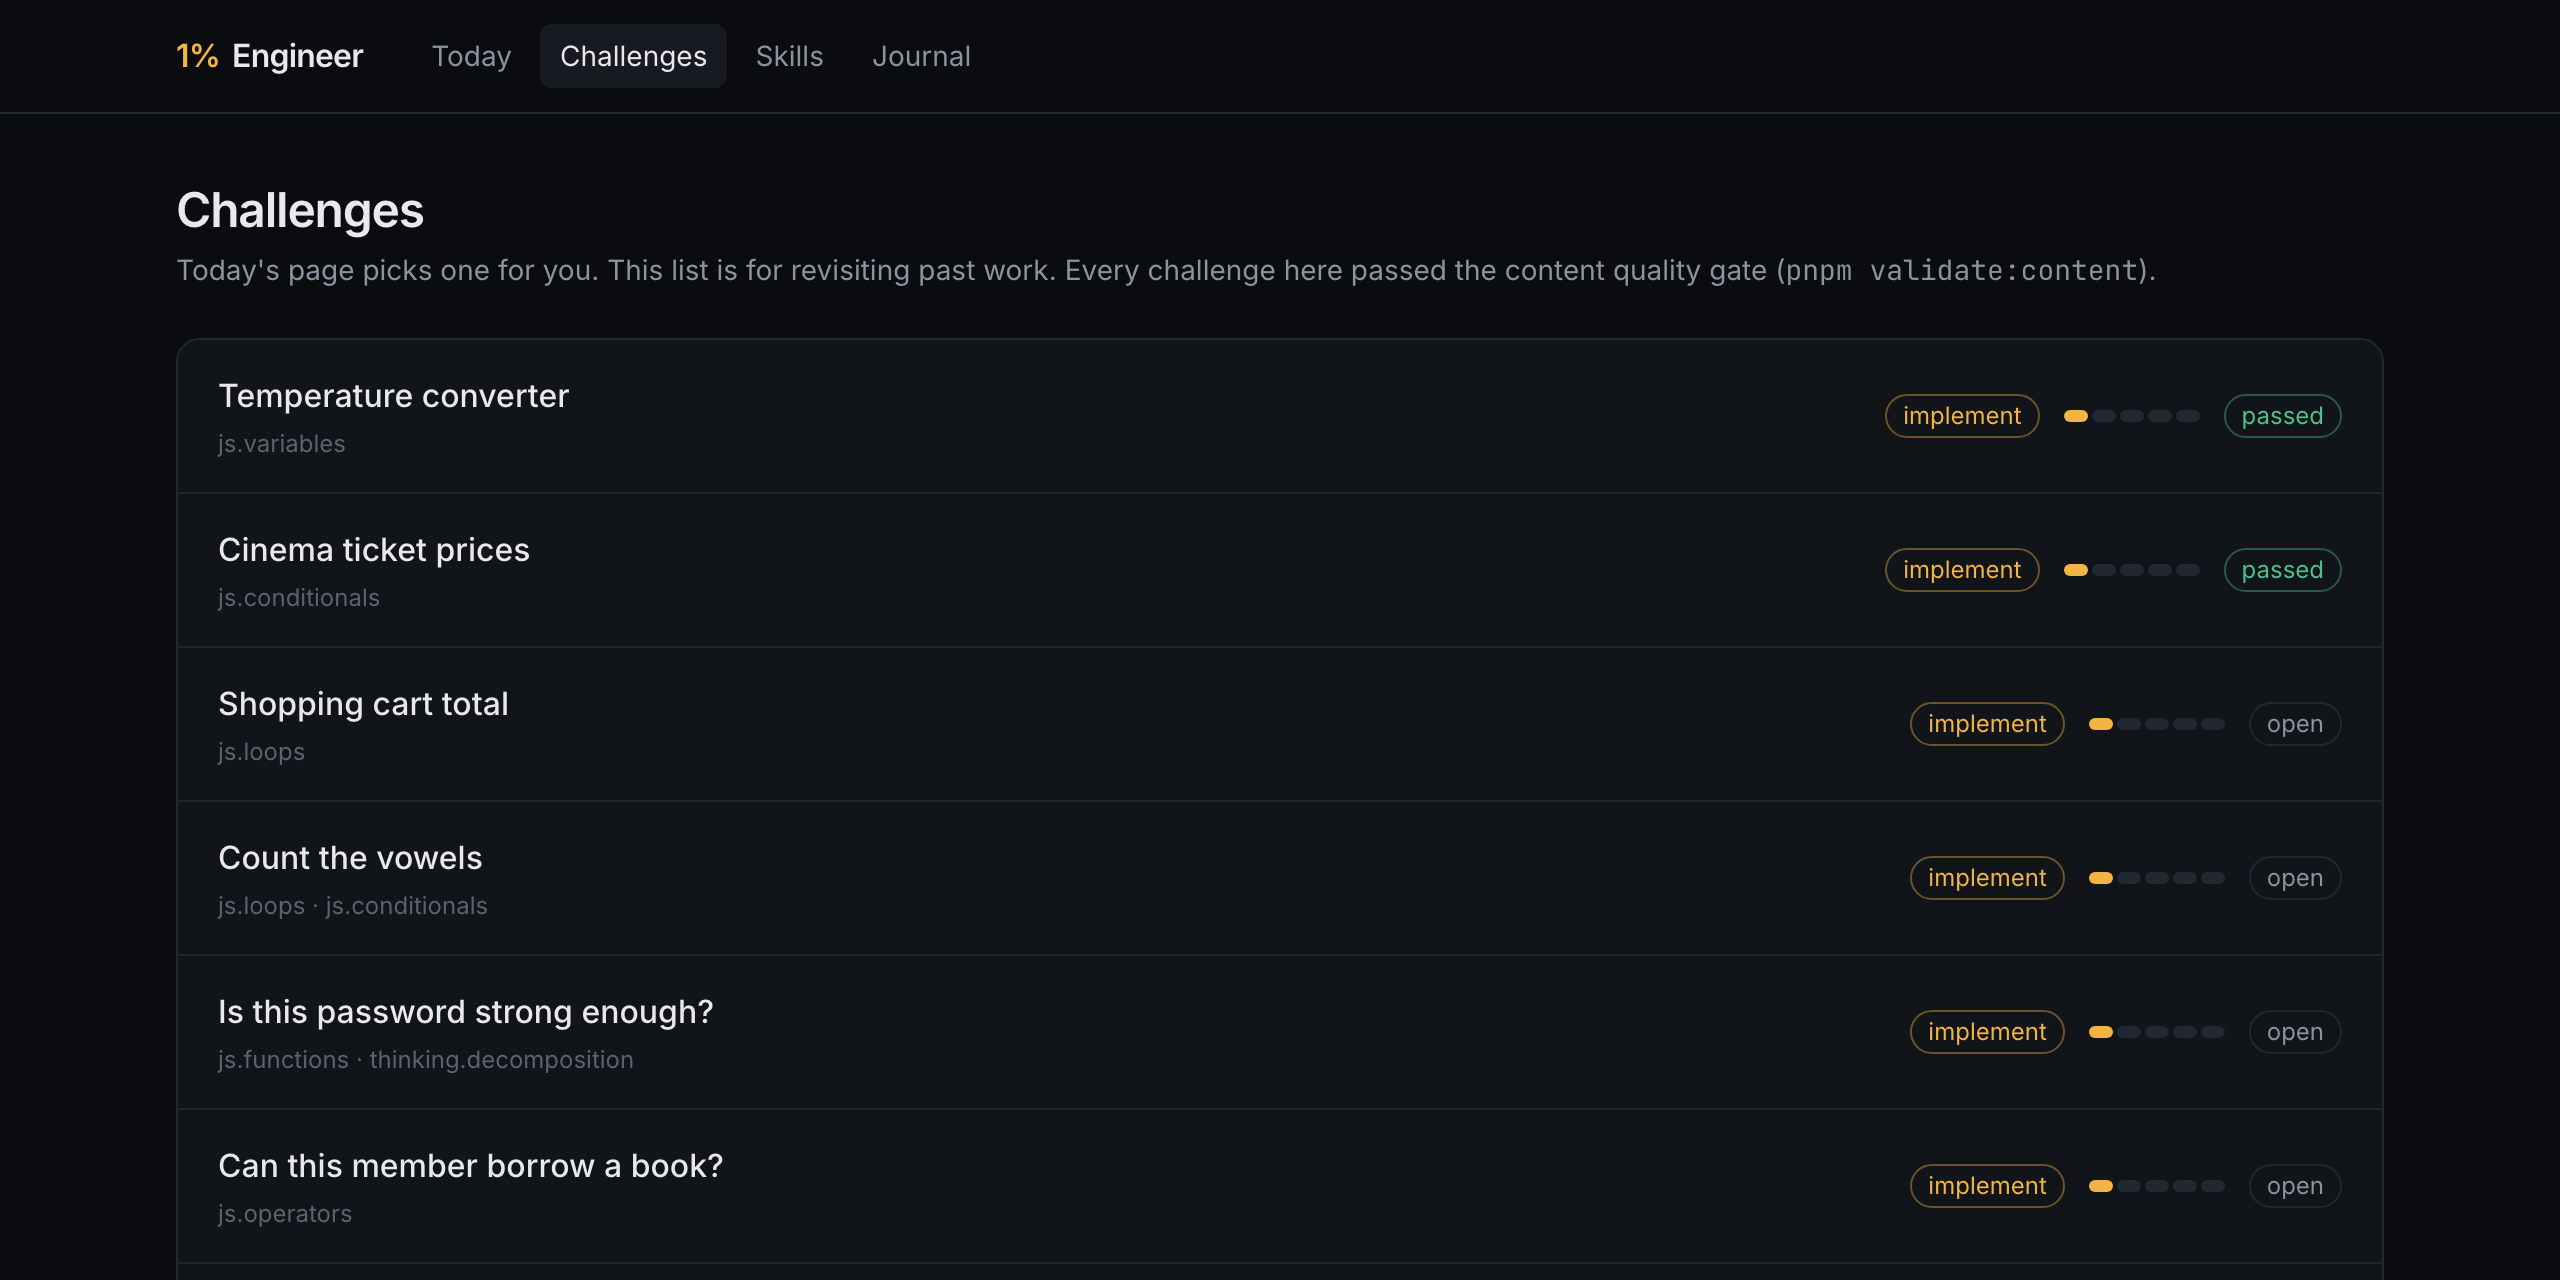 1% Engineer Today Challenges Skills Journal
Challenges
Today's page picks one for you. This list is for revisiting past work. Every challenge here passed the content quality gate (pnpm validate:content).
Temperature converter
js.variables
implement passed
Cinema ticket prices
js.conditionals
implement passed
Shopping cart total
js.loops
implement open
Count the vowels
js.loops · js.conditionals
implement open
Is this password strong enough?
js.functions · thinking.decomposition
implement open
Can this member borrow a book?
js.operators
implement open